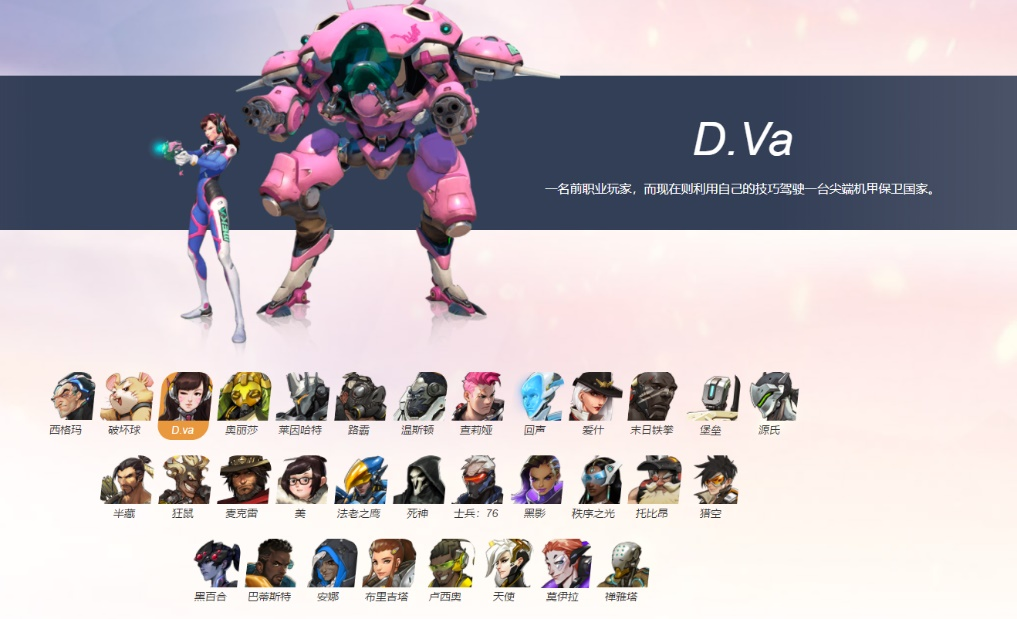 D.Va
一名前职业玩家，而现在则利用自己的技巧驾驶一台尖端机甲保卫国家。
西格玛 破坏球 D.va 奥丽莎 莱因哈特 路霸 温斯顿 查莉娅 回声 爱什 末日铁拳 堡垒 源氏
半藏 狂鼠 麦克雷 美 法老之鹰 死神 士兵：76 黑影 秩序之光 托比昂 猎空
黑百合 巴蒂斯特 安娜 布里吉塔 卢西奥 天使 莫伊拉 禅雅塔